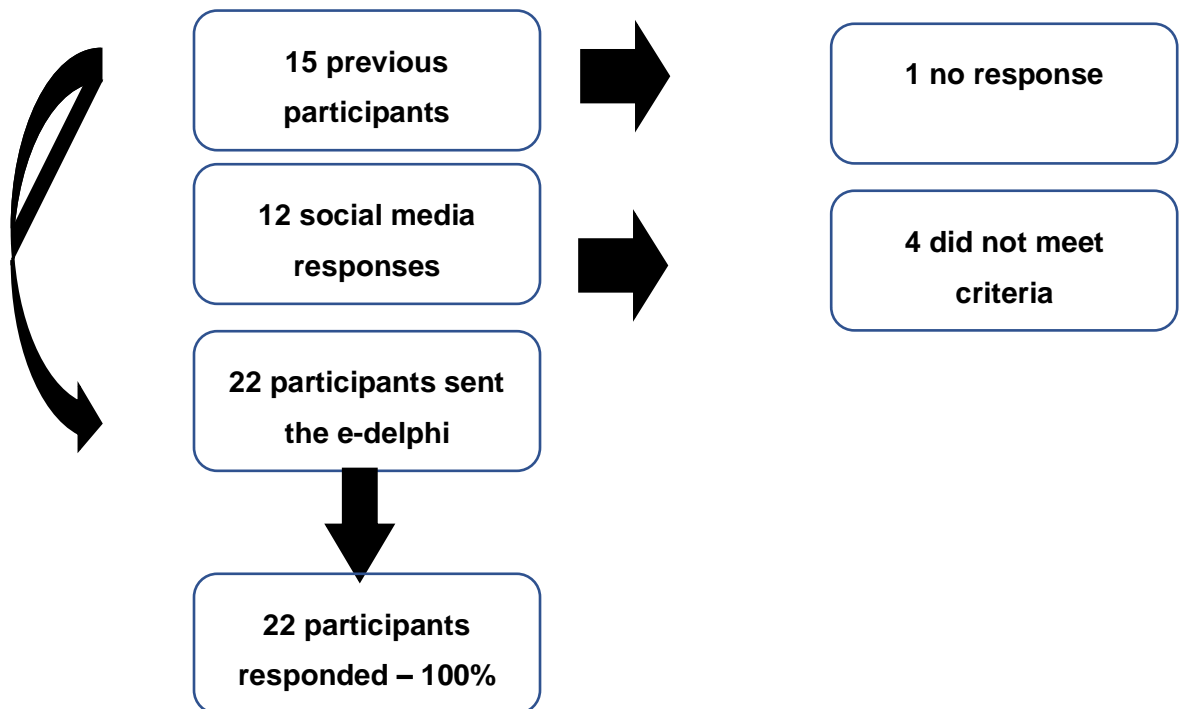 15 previous
participants
1 no response
12 social media
responses
4 did not meet
criteria
22 participants sent
the e-delphi
22 participants
responded – 100%